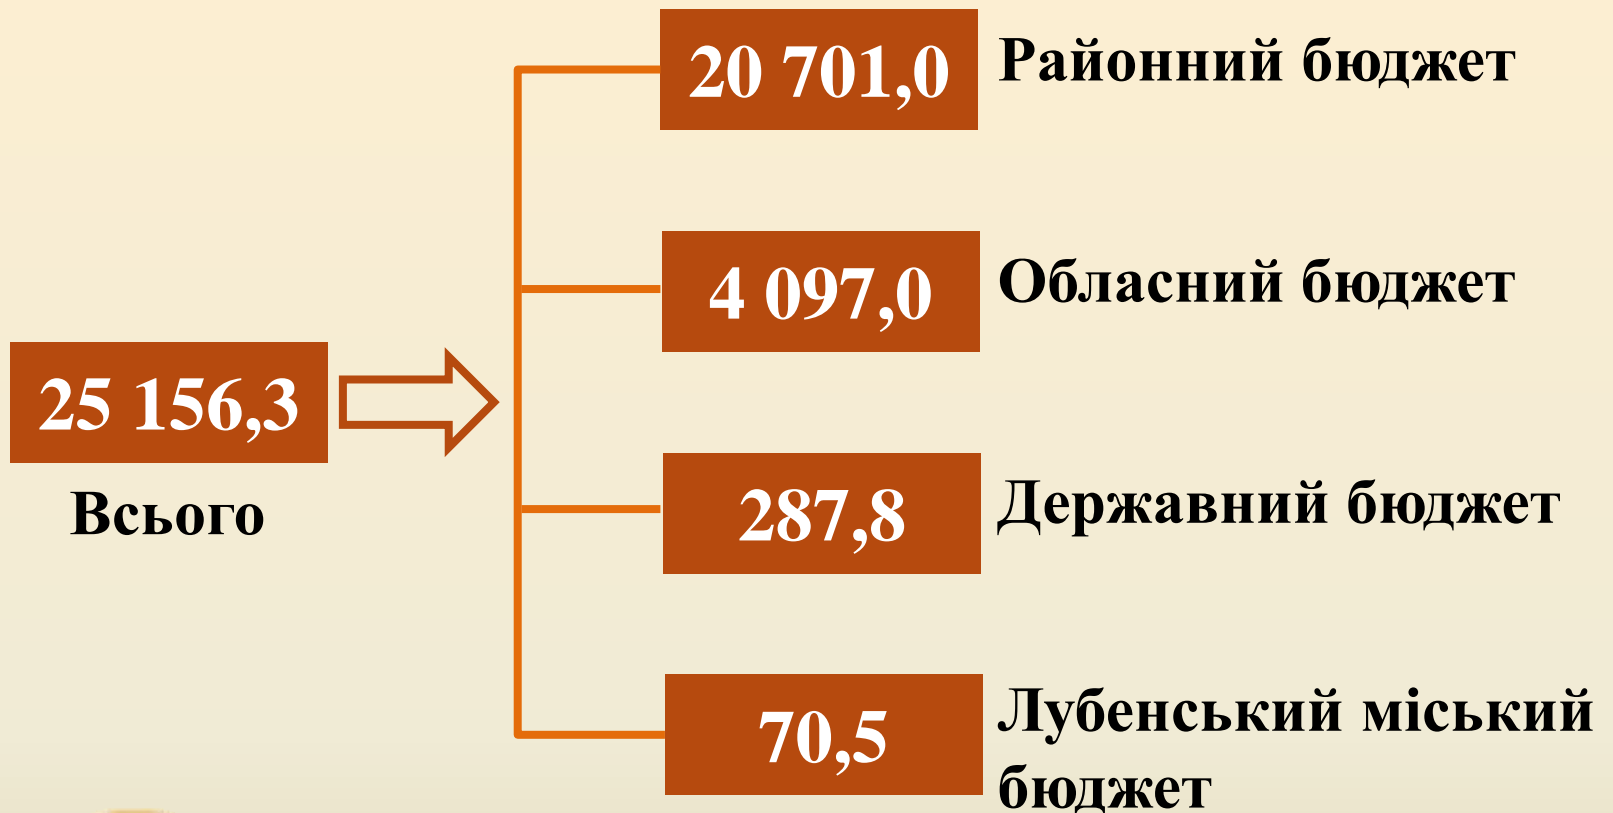 20 701,0
Районний бюджет
4 097,0
Обласний бюджет
25 156,3
Всього
287,8
Державний бюджет
70,5
Лубенський міський
бюджет